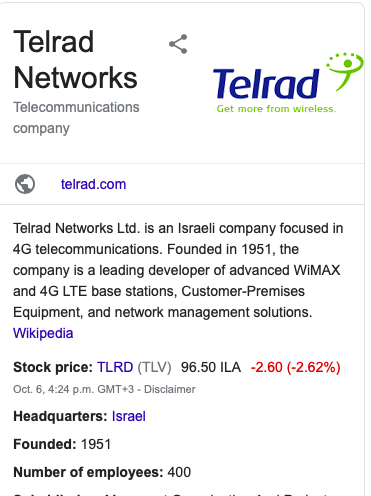 Telrad
Networks
Telecommunications
company
Telrad
Get more from wireless.
telrad.com
Telrad Networks Ltd. is an Israeli company focused in
4G telecommunications. Founded in 1951, the
company is a leading developer of advanced WiMAX
and 4G LTE base stations, Customer-Premises
Equipment, and network management solutions.
Wikipedia
Stock price: TLRD (TLV) 96.50 ILA -2.60 (-2.62%)
Oct. 6, 4:24 p.m. GMT+3 - Disclaimer
Headquarters: Israel
Founded: 1951
Number of employees: 400